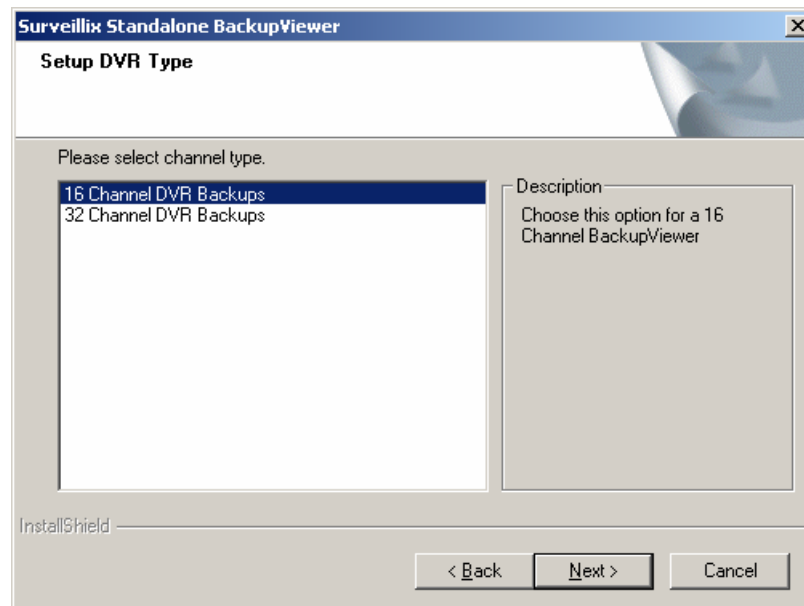 Surveillix Standalone BackupViewer
Setup DVR Type
Please select channel type.
16 Channel DVR Backups
32 Channel DVR Backups
Description
Choose this option for a 16
Channel BackupViewer
InstallShield
< Back
Next >
Cancel